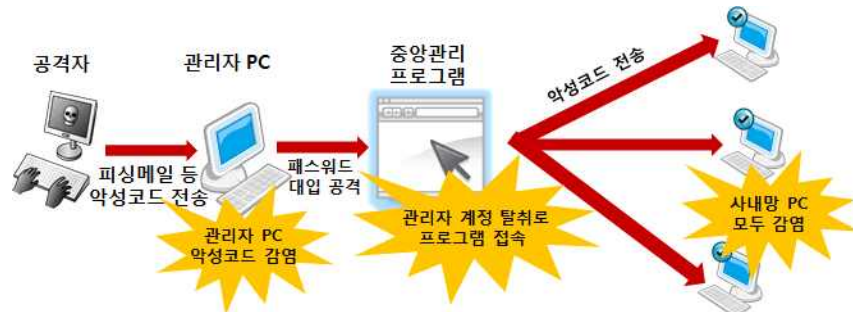 공격자
관리자 PC
중앙관리
프로그램
악성코드 전송
피싱메일 등
악성코드 전송
패스워드
대입 공격
관리자 PC
악성코드 감염
관리자 계정 탈취로
프로그램 접속
사내망 PC
모두 감염